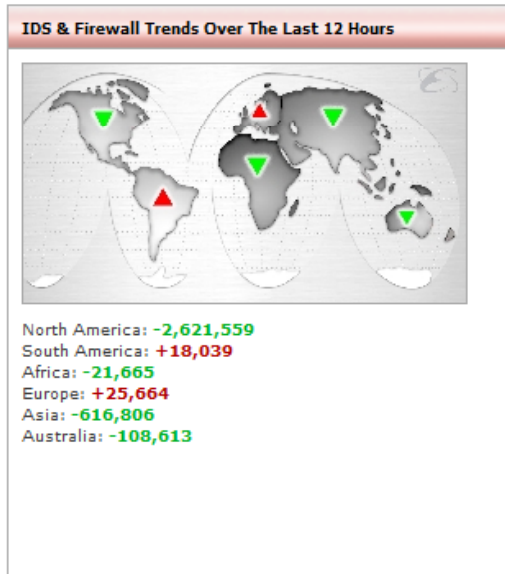 IDS & Firewall Trends Over The Last 12 Hours
North America: -2,621,559
South America: +18,039
Africa: -21,665
Europe: +25,664
Asia: -616,806
Australia: -108,613